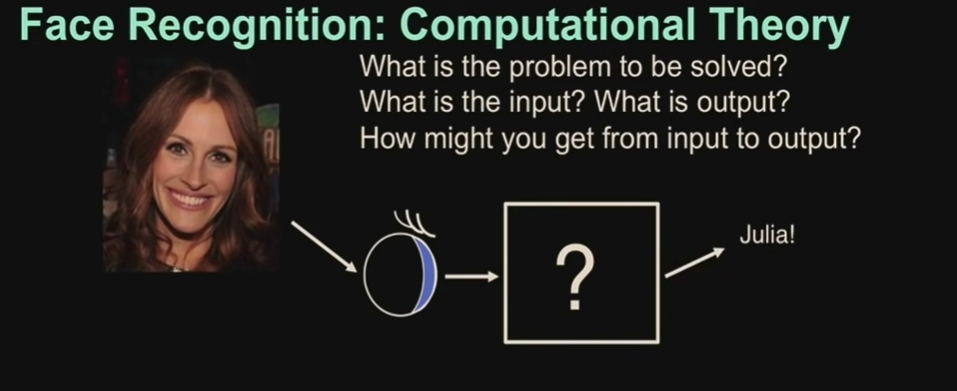 Face Recognition: Computational Theory
What is the problem to be solved?
What is the input? What is output?
How might you get from input to output?
?
Julia!